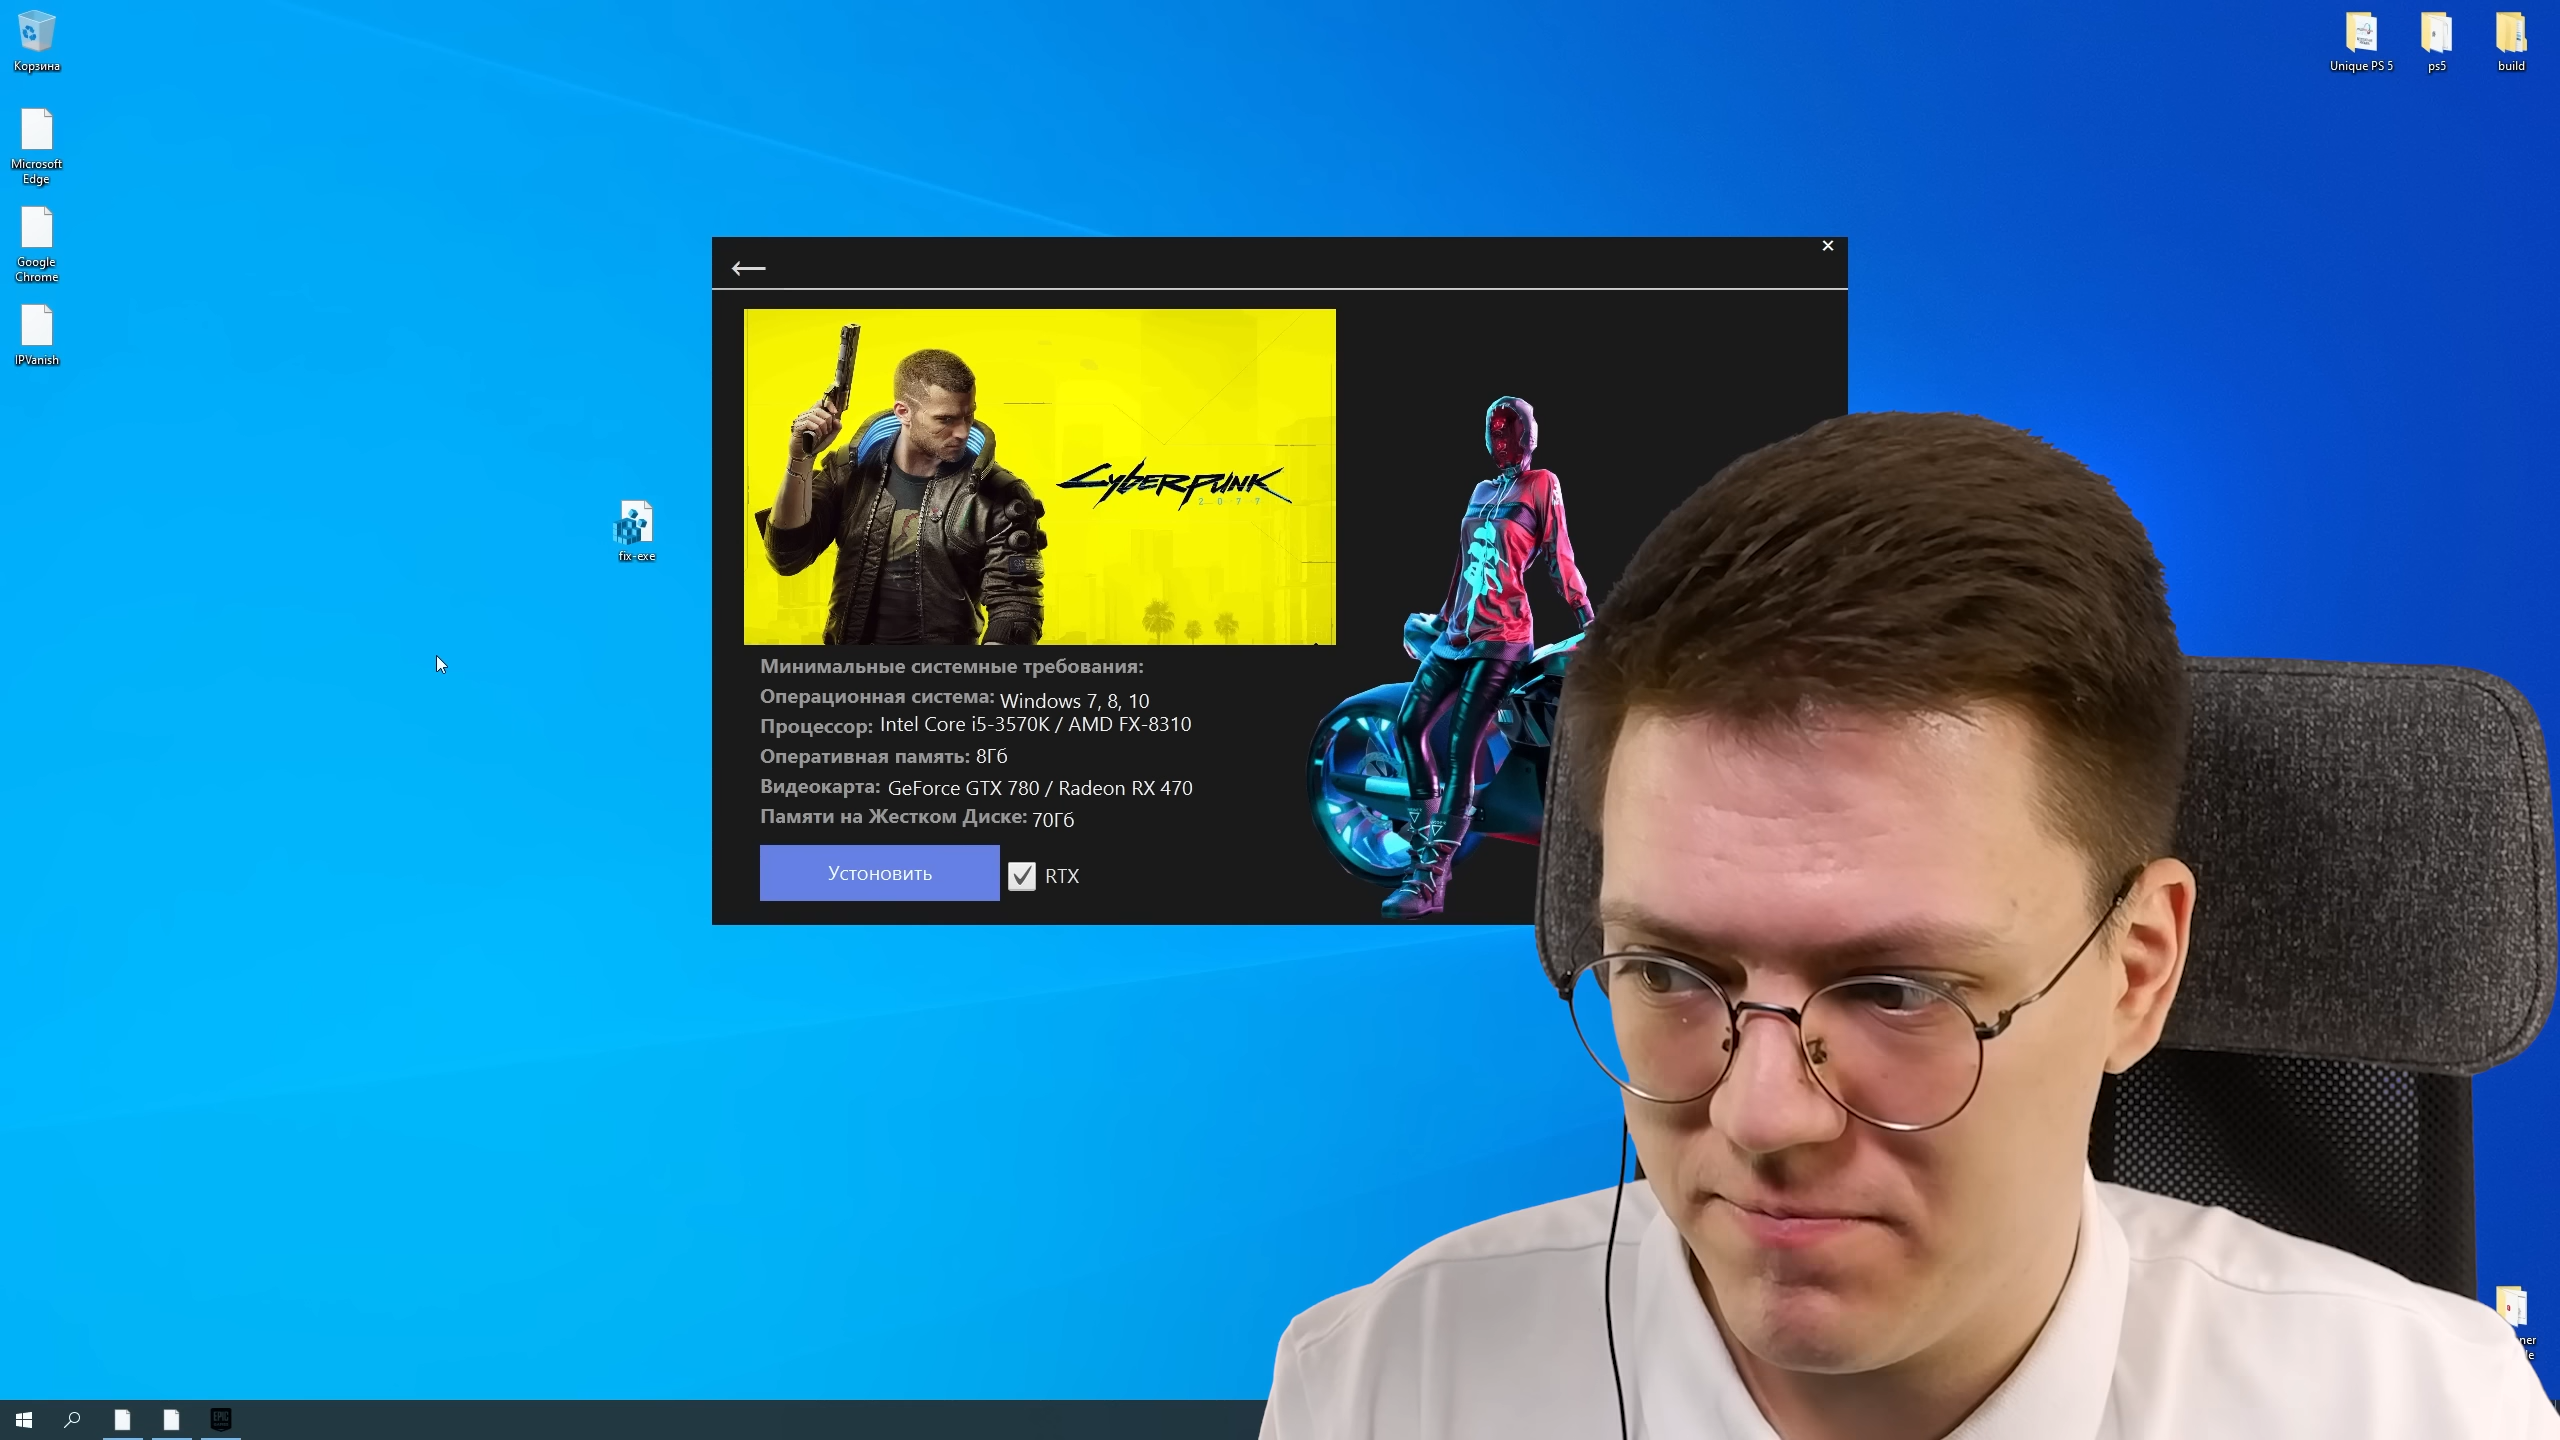 Корзина
Microsoft
Edge
Google
Chrome
IPVanish
Unique PS 5
ps5
build
fix-exe
CYBERPUNK
2077
Минимальные системные требования:
Операционная система: Windows 7, 8, 10
Процессор: Intel Core i5-3570K / AMD FX-8310
Оперативная память: 8Гб
Видеокарта: GeForce GTX 780 / Radeon RX 470
Памяти на Жестком Диске: 70Гб
Устоновить
RTX
EPIC